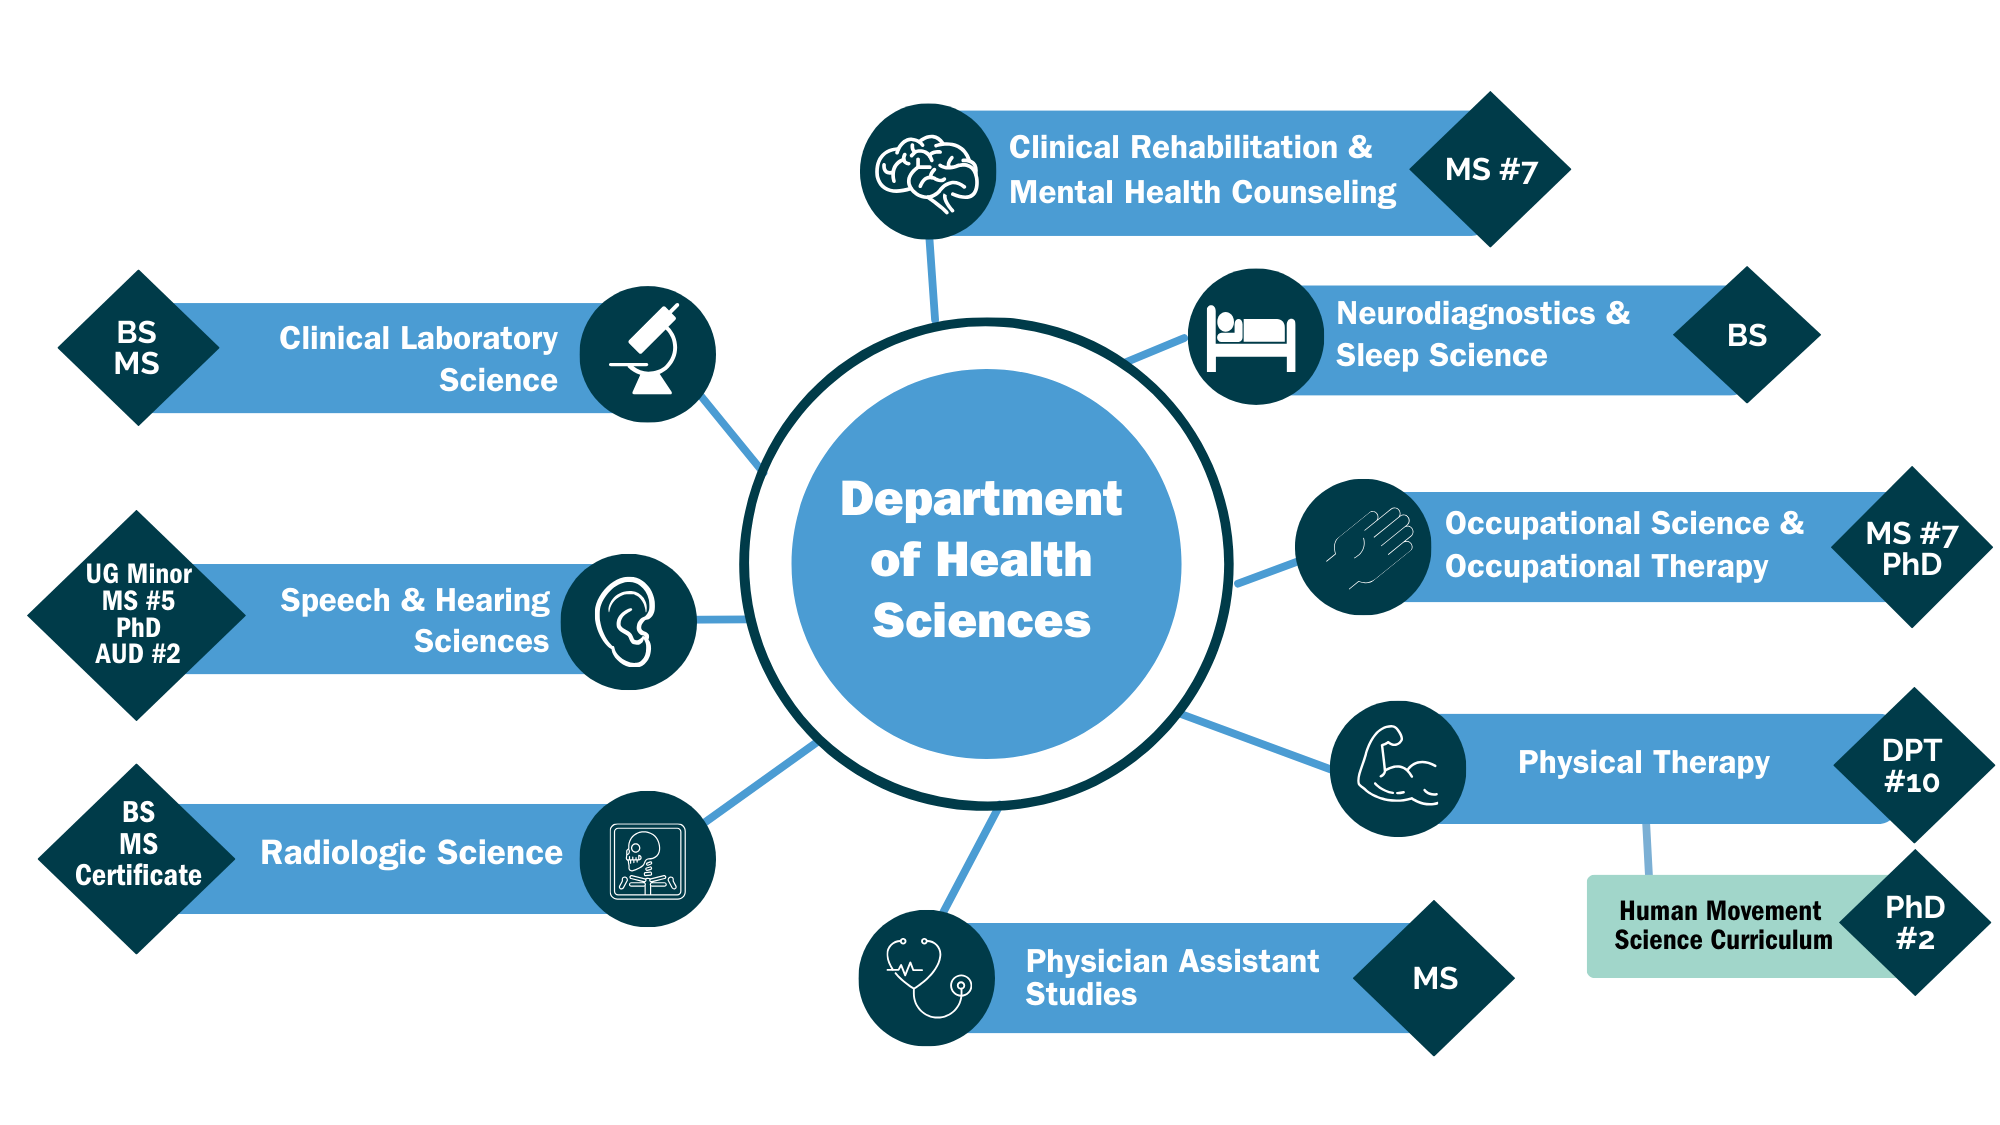 Clinical Rehabilitation &
Mental Health Counseling
MS #7
Neurodiagnostics &
Sleep Science
BS
BS
MS
Clinical Laboratory
Science
Department
of Health
Sciences
Occupational Science &
Occupational Therapy
MS #7
PhD
UG Minor
MS #5
PhD
AUD #2
Speech & Hearing
Sciences
Physical Therapy
DPT
#10
BS
MS
Certificate
Radiologic Science
Human Movement
Science Curriculum
PhD
#2
Physician Assistant
Studies
MS